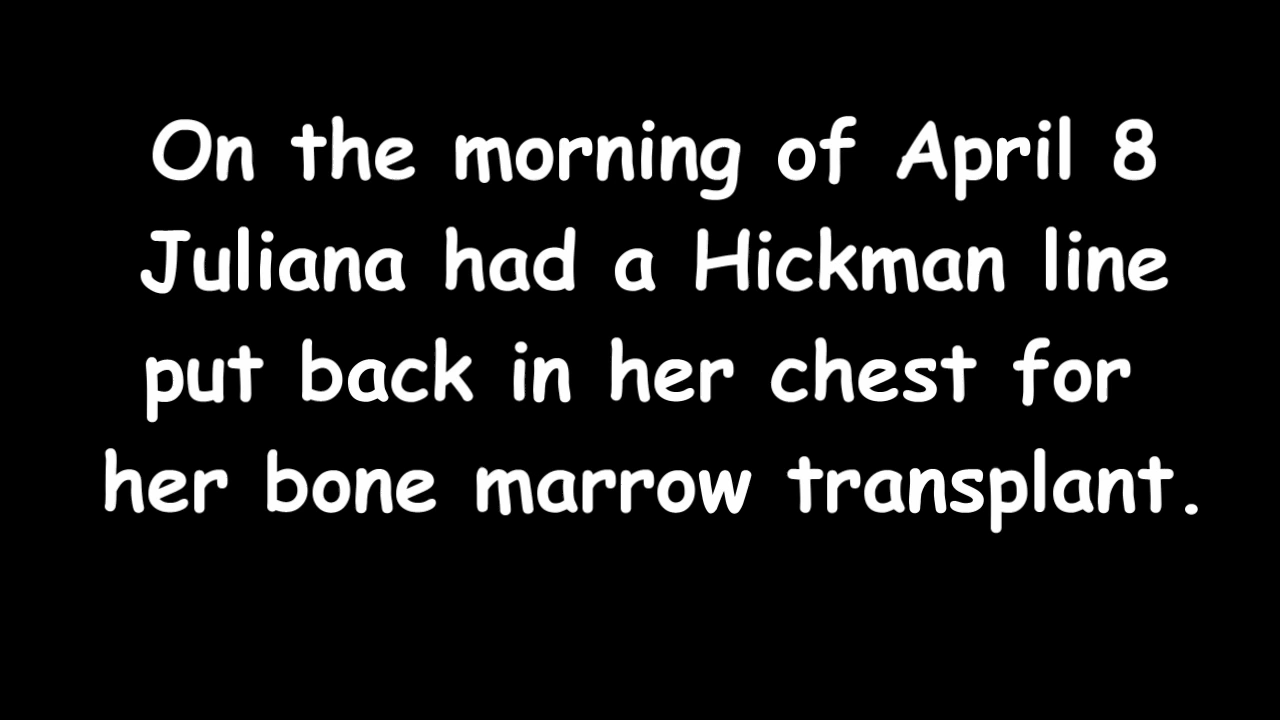 On the morning of April 8
Juliana had a Hickman line
put back in her chest for
her bone marrow transplant.